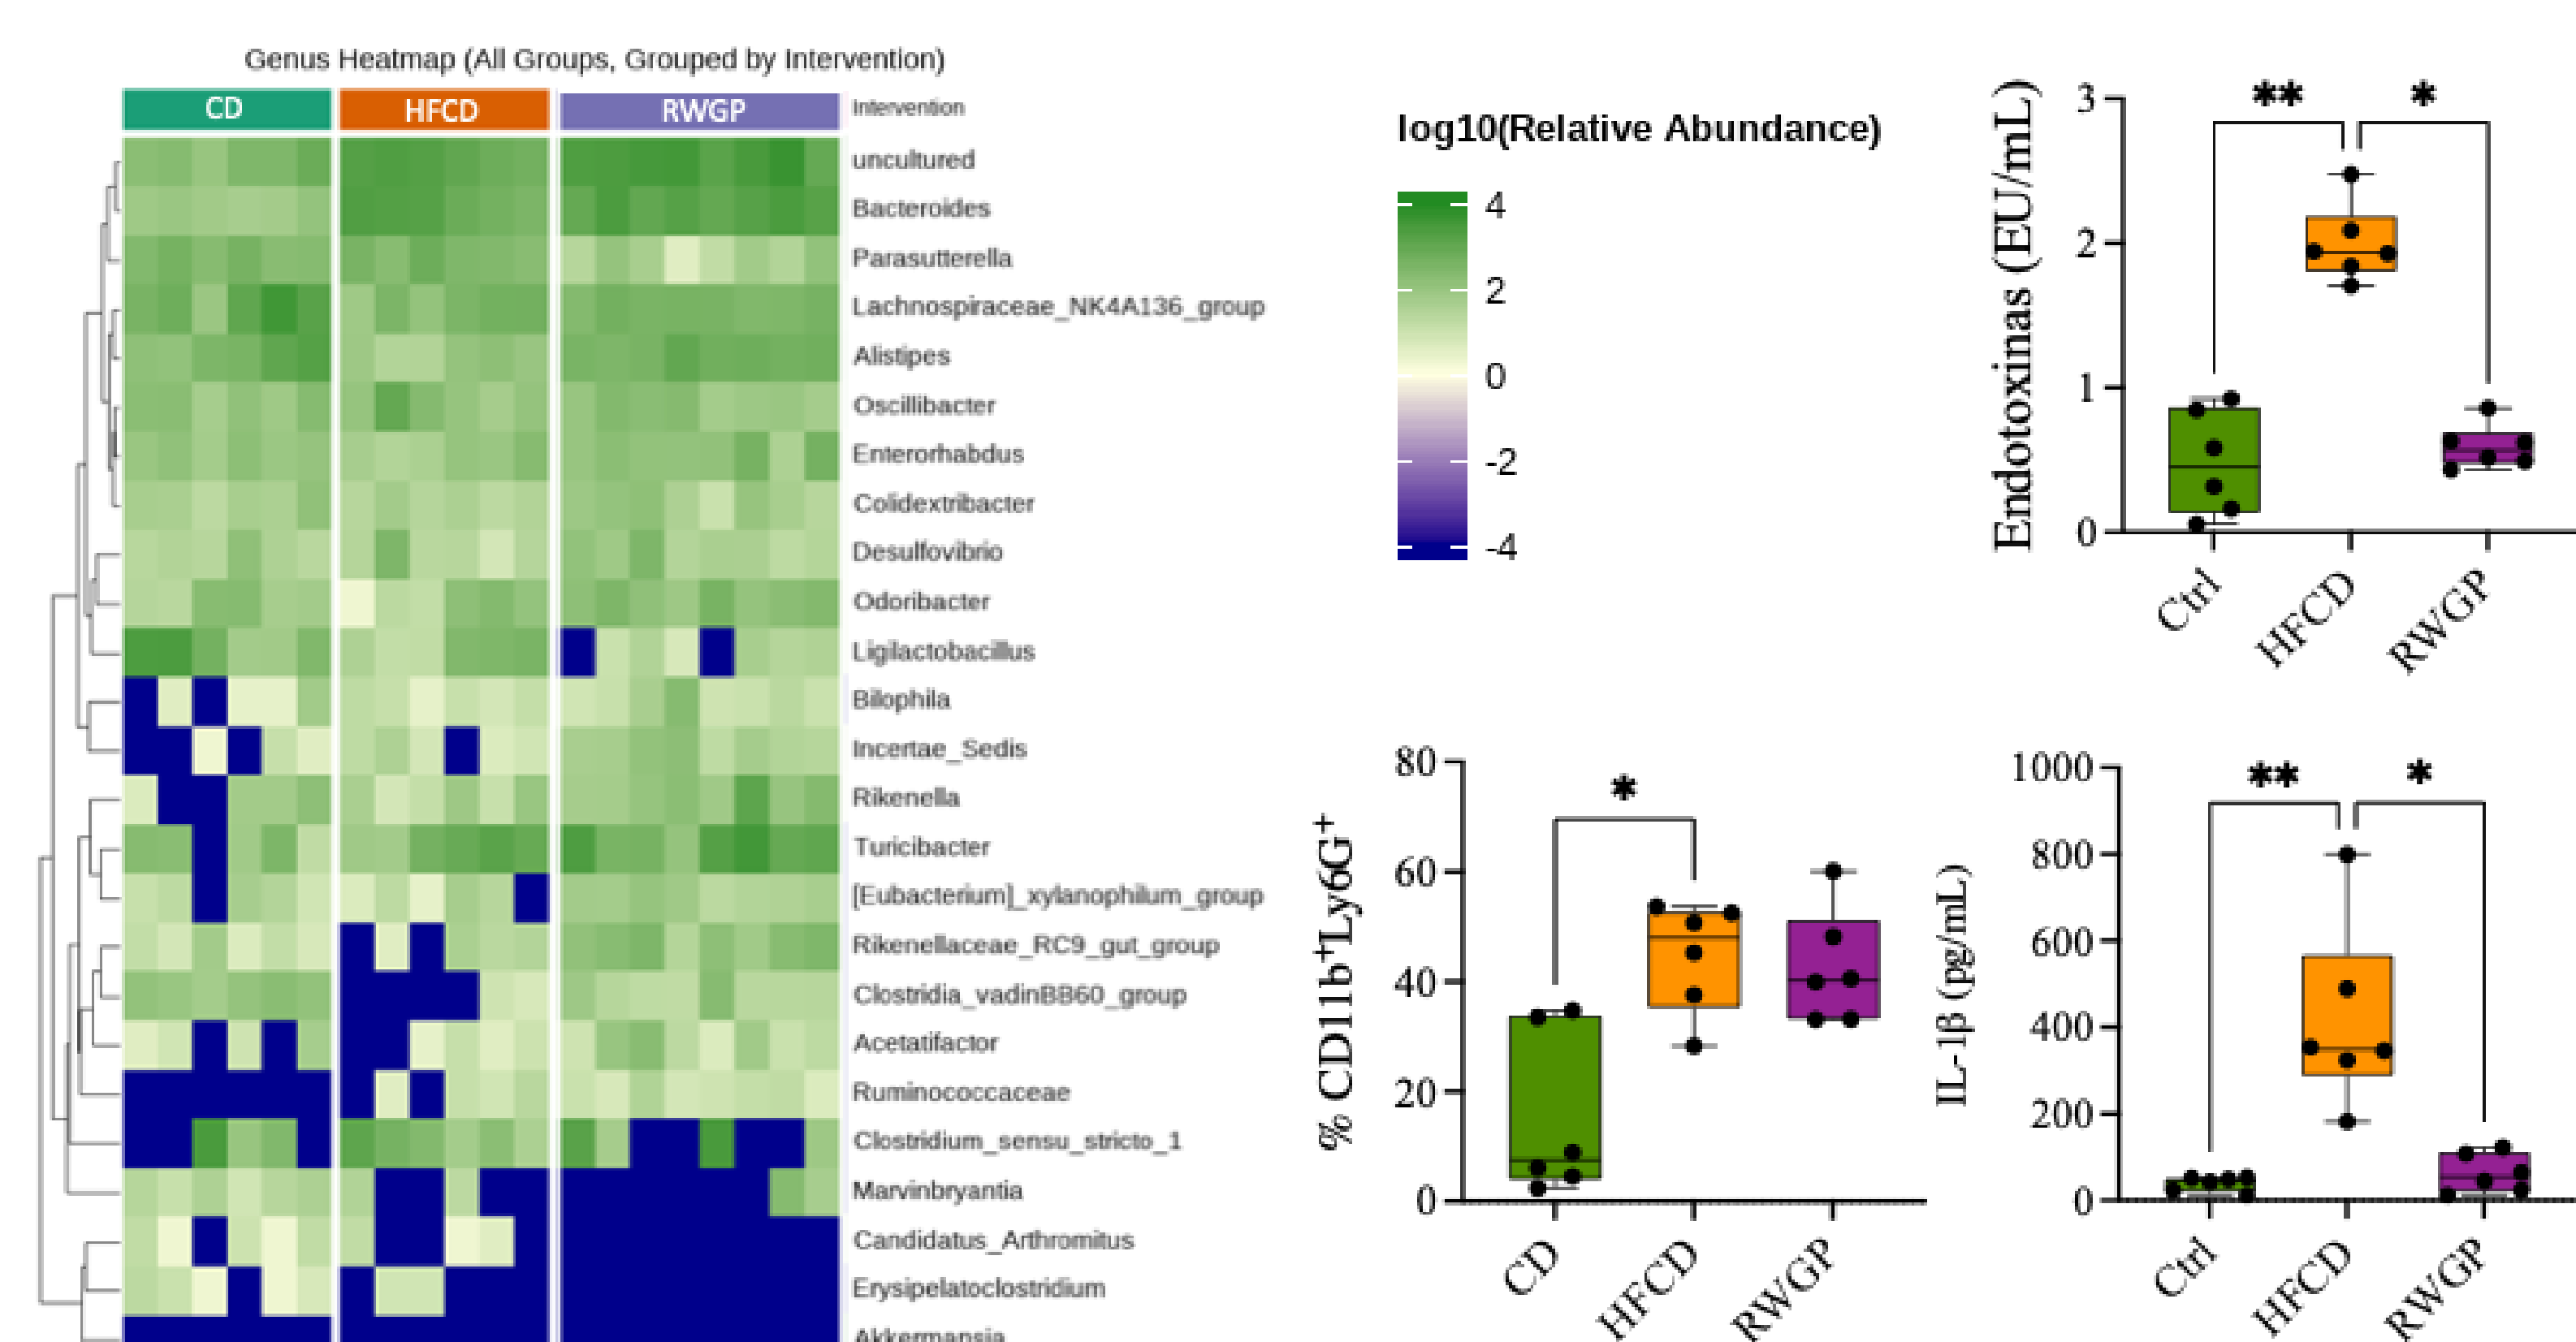 Genus Heatmap (All Groups, Grouped by Intervention)
CD
HFCD
RWGP
Intervention
uncultured
Bacteroides
Parasutterella
Lachnospiraceae_NK4A136_group
Alistipes
Oscillibacter
Enterorhabdus
Colidextribacter
Desulfovibrio
Odoribacter
Ligilactobacillus
Bilophila
Incertae_Sedis
Rikenella
Turicibacter
[Eubacterium]_xylanophilum_group
Rikenellaceae_RC9_gut_group
Clostridia_vadinBB60_group
Acetatifactor
Ruminococcaceae
Clostridium_sensu_stricto_1
Marvinbryantia
Candidatus_Arthromitus
Erysipelatoclostridium
Akkermansia
log10(Relative Abundance)
4
2
0
-2
-4
Endotoxinas (EU/mL)
3
2
1
0
**
*
Ctrl
HFCD
RWGP
% CD11b⁺Ly6G⁺
80
60
40
20
0
*
CD
HFCD
RWGP
IL-1β (pg/mL)
1000
800
600
400
200
0
**
*
Ctrl
HFCD
RWGP